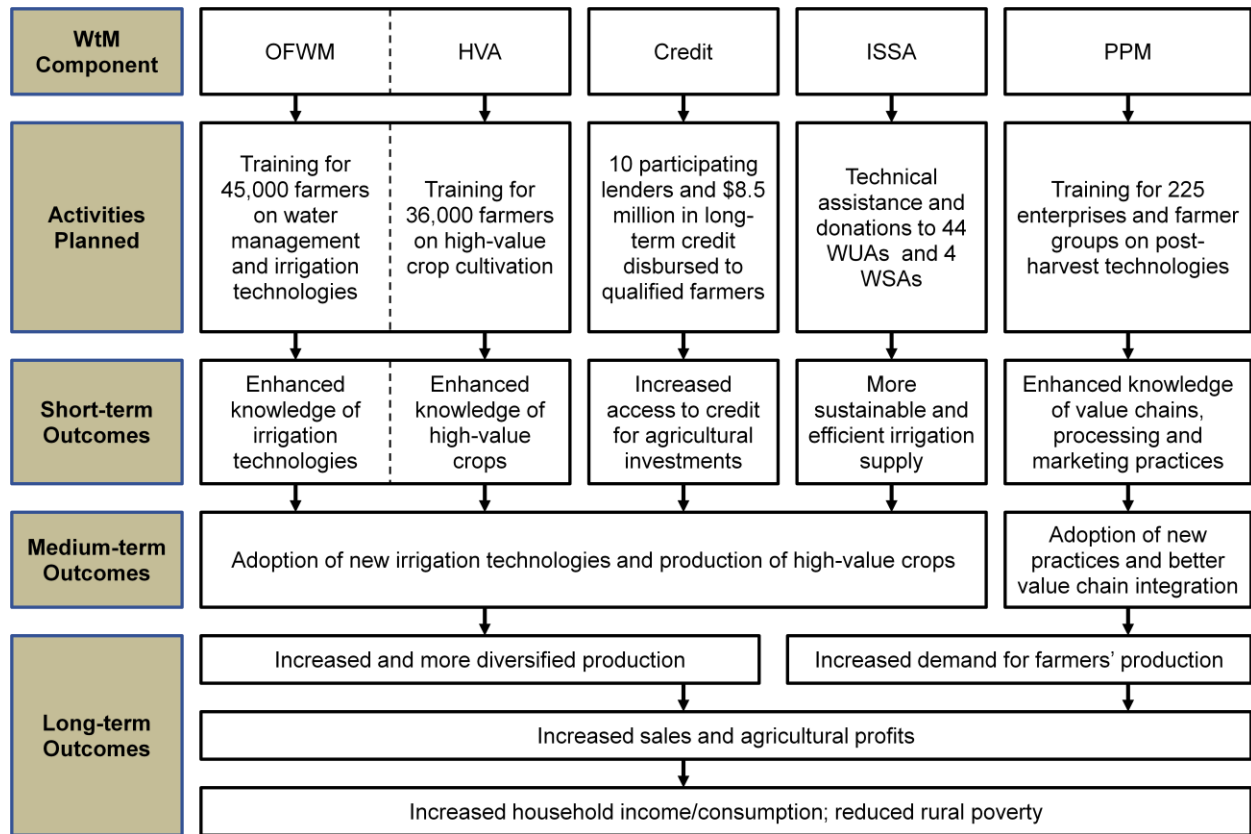 WtM
Component
OFWM
HVA
Credit
ISSA
PPM
Activities
Planned
Training for
45,000 farmers
on water
management
and irrigation
technologies
Training for
36,000 farmers
on high-value
crop cultivation
10 participating
lenders and $8.5
million in long-
term credit
disbursed to
qualified farmers
Technical
assistance and
donations to 44
WUAs and 4
WSAs
Training for 225
enterprises and
farmer groups on post-
harvest technologies
Short-term
Outcomes
Enhanced
knowledge of
irrigation
technologies
Enhanced
knowledge of
high-value
crops
Increased
access to credit
for agricultural
investments
More
sustainable and
efficient irrigation
supply
Enhanced knowledge
of value chains,
processing and
marketing practices
Medium-term
Outcomes
Adoption of new irrigation technologies and production of high-value crops
Adoption of new
practices and better
value chain integration
Long-term
Outcomes
Increased and more diversified production
Increased demand for farmers’ production
Increased sales and agricultural profits
Increased household income/consumption; reduced rural poverty